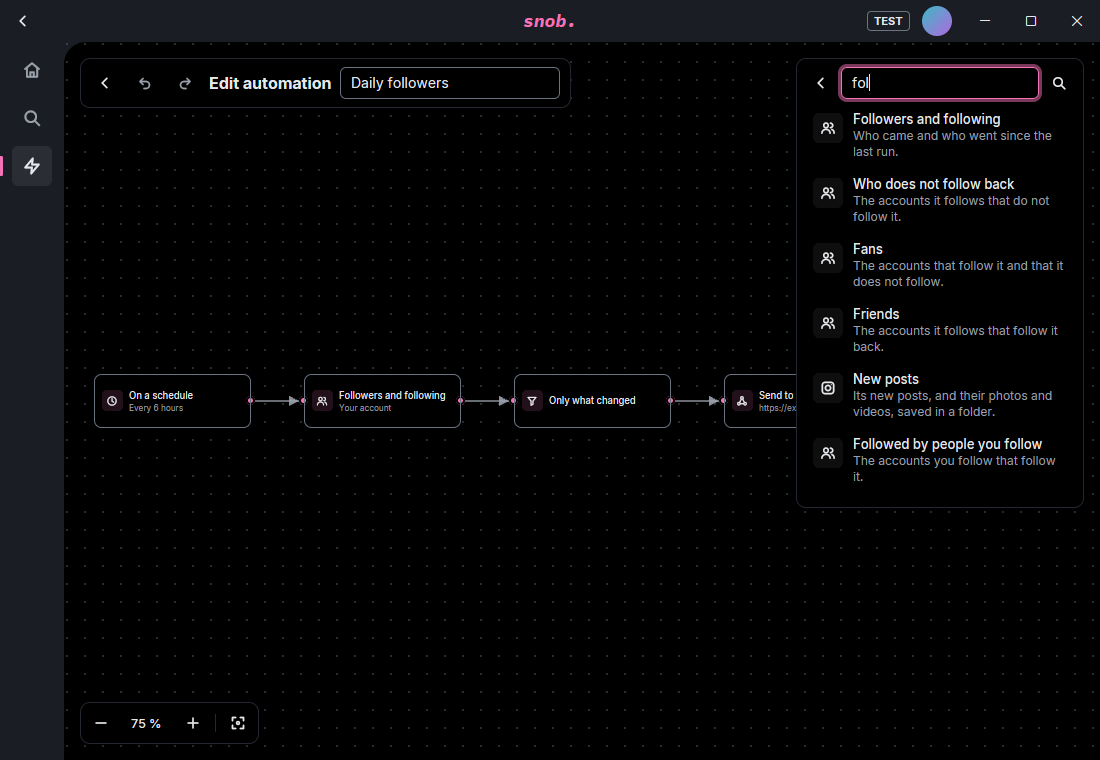 snob.
TEST
Edit automation
Daily followers
fol
Followers and following
Who came and who went since the
last run.
Who does not follow back
The accounts it follows that do not
follow it.
Fans
The accounts that follow it and that it
does not follow.
Friends
The accounts it follows that follow it
back.
New posts
Its new posts, and their photos and
videos, saved in a folder.
Followed by people you follow
The accounts you follow that follow
it.
On a schedule
Every 6 hours
Followers and following
Your account
Only what changed
Send to
https://ex
75 %